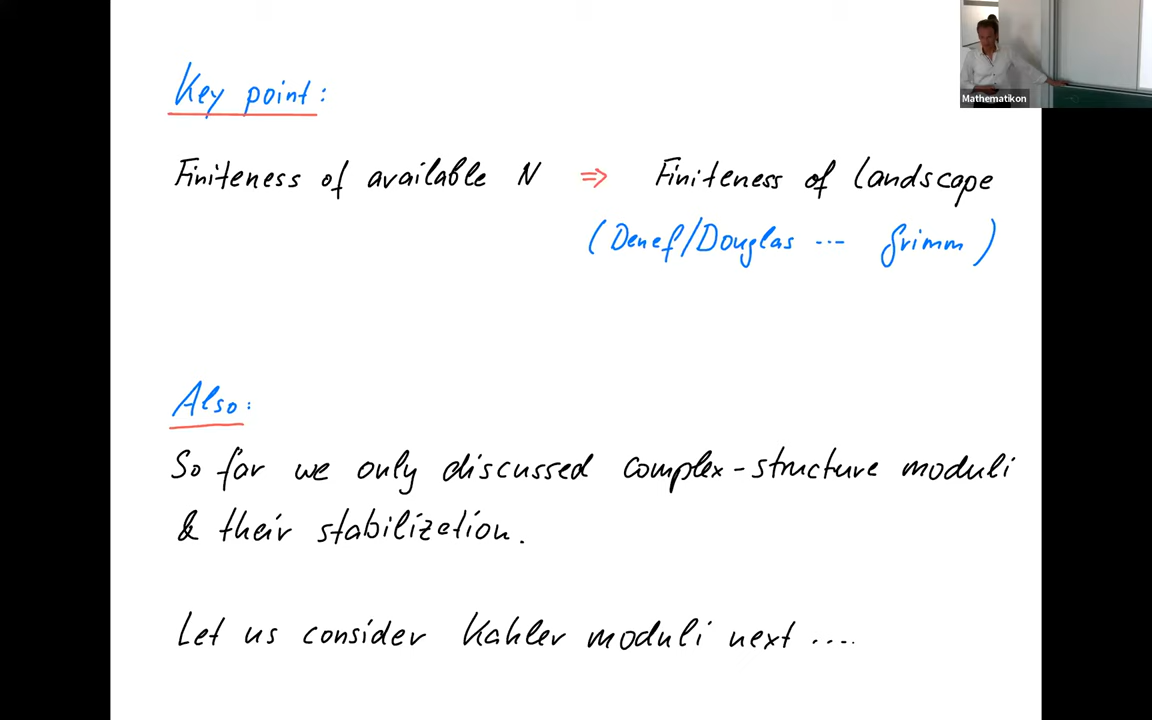 Key point:
Finiteness of available N ⇒ Finiteness of landscape
(Denef/Douglas ... Grimm)
Also:
So far we only discussed complex-structure moduli
& their stabilization.
Let us consider Kahler moduli next ....
Mathematikon